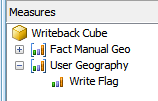 Measures
Writeback Cube
Fact Manual Geo
User Geography
Write Flag